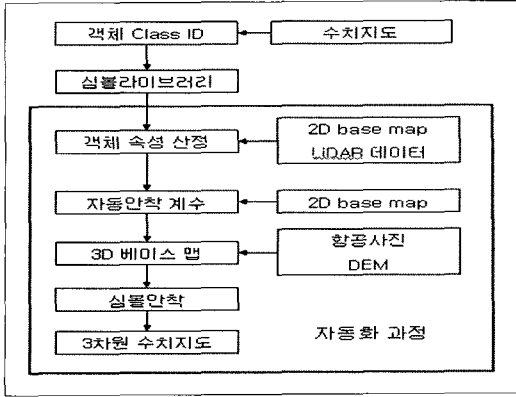 객체 Class ID
수치지도
심볼라이브러리
객체 속성 산정
2D base map
LiDAR 데이터
자동안착 계수
2D base map
3D 베이스 맵
항공사진
DEM
심볼안착
3차원 수치지도
자동화 과정